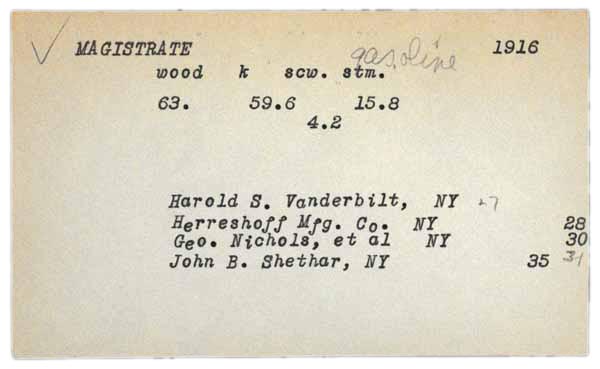 ✓ MAGISTRATE gasoline 1916
wood k scw. stm.
63. 59.6 15.8
4.2
Harold S. Vanderbilt, NY 27
Herreshoff Mfg. Co. NY 28
Geo. Nichols, et al NY 30
John B. Shethar, NY 35 31